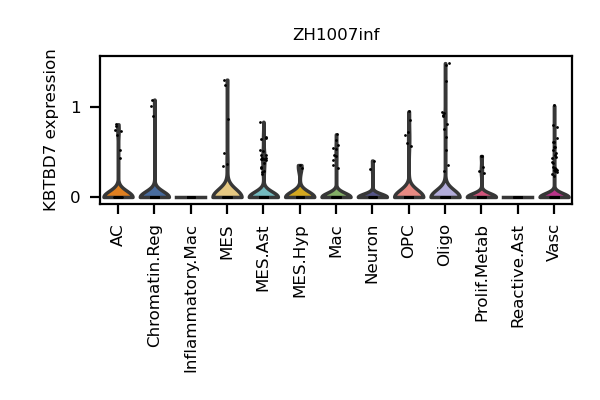 ZH1007inf
KBTBD7 expression
1
0
AC
Chromatin.Reg
Inflammatory.Mac
MES
MES.Ast
MES.Hyp
Mac
Neuron
OPC
Oligo
Prolif.Metab
Reactive.Ast
Vasc